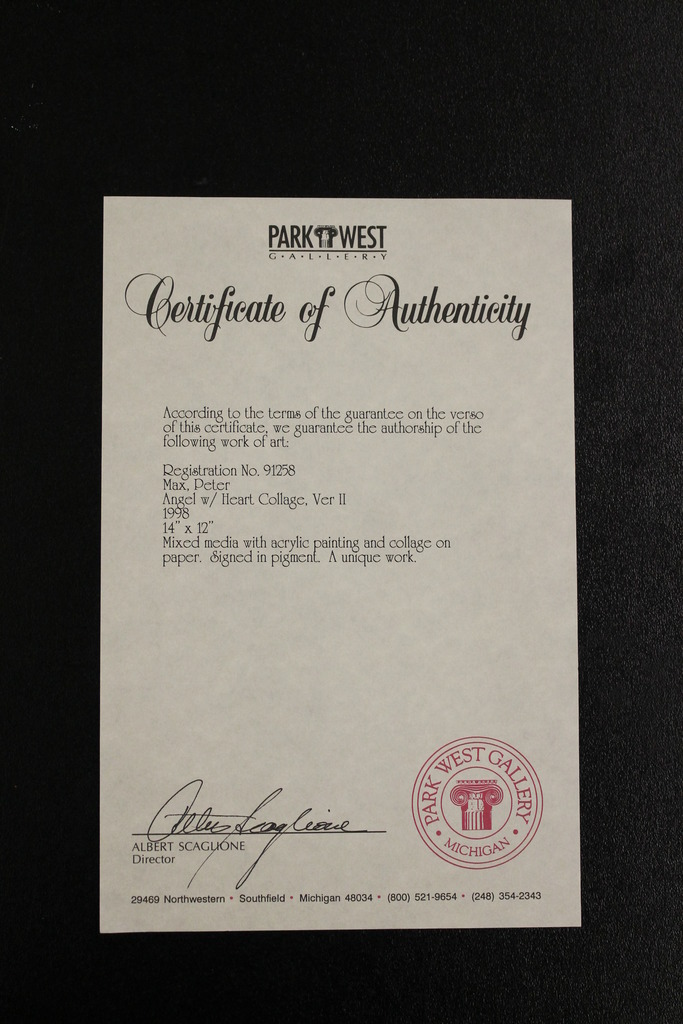 PARK WEST
G·A·L·L·E·R·Y
Certificate of Authenticity
According to the terms of the guarantee on the verso
of this certificate, we guarantee the authorship of the
following work of art:
Registration No. 91258
Max, Peter
Angel w/ Heart Collage, Ver II
1998
14" x 12"
Mixed media with acrylic painting and collage on
paper. Signed in pigment. A unique work.
Albert Scaglione
ALBERT SCAGLIONE
Director
PARK WEST GALLERY
• MICHIGAN •
29469 Northwestern • Southfield • Michigan 48034 • (800) 521-9654 • (248) 354-2343